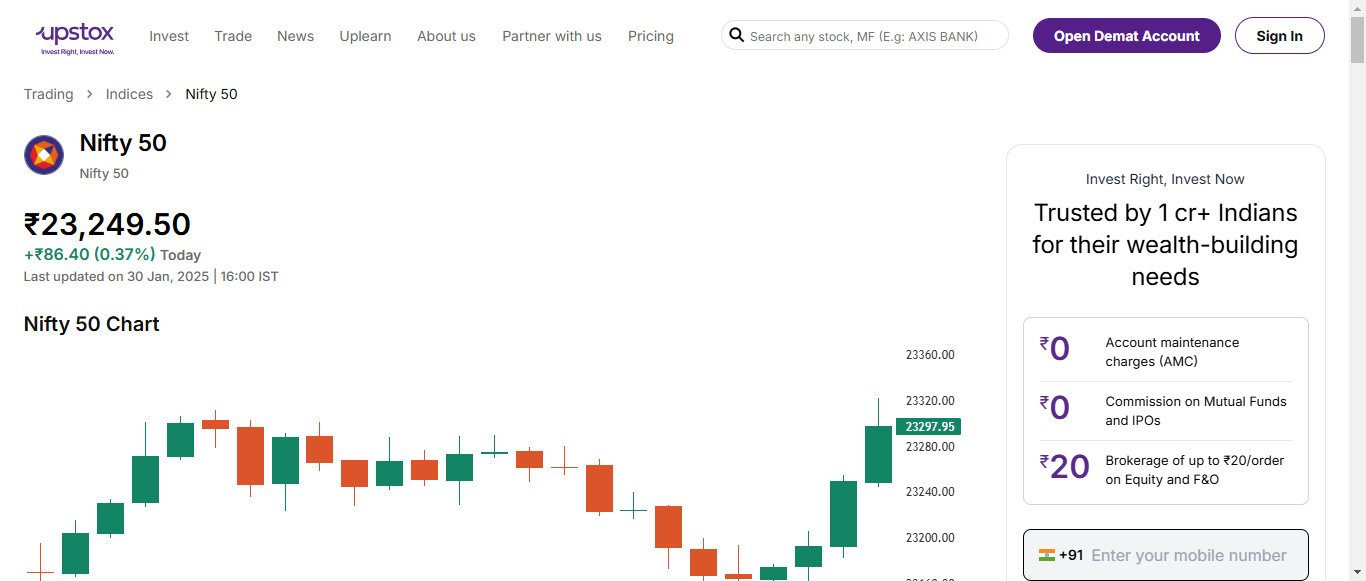 upstox
Invest Right, Invest Now.
Invest Trade News Uplearn About us Partner with us Pricing
Search any stock, MF (E.g: AXIS BANK)
Open Demat Account
Sign In
Trading > Indices > Nifty 50
Nifty 50
Nifty 50
₹23,249.50
+₹86.40 (0.37%) Today
Last updated on 30 Jan, 2025 | 16:00 IST
Nifty 50 Chart
23360.00
23320.00
23297.95
23280.00
23240.00
23200.00
Invest Right, Invest Now
Trusted by 1 cr+ Indians
for their wealth-building
needs
₹0 Account maintenance
charges (AMC)
₹0 Commission on Mutual Funds
and IPOs
₹20 Brokerage of up to ₹20/order
on Equity and F&O
+91 Enter your mobile number